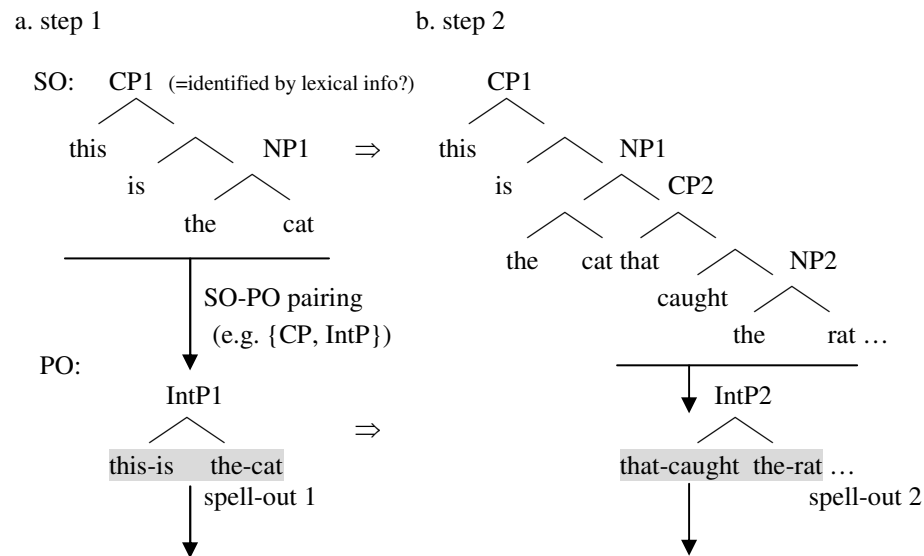 a. step 1 b. step 2
SO: CP1 (=identified by lexical info?) CP1
this NP1 ⇒ this NP1
is is CP2
the cat
the cat that NP2
SO-PO pairing caught
(e.g. {CP, IntP}) the rat …
PO:
IntP1 IntP2
⇒
this-is the-cat that-caught the-rat …
spell-out 1 spell-out 2